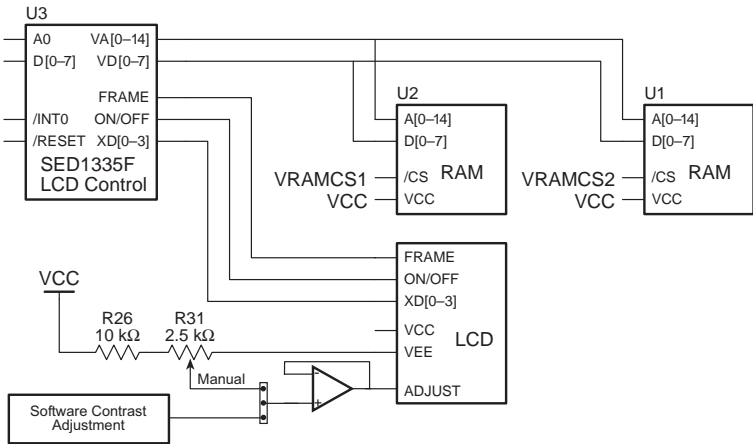 U3
A0 VA[0–14]
D[0–7] VD[0–7]
FRAME
/INT0 ON/OFF
/RESET XD[0–3]
SED1335F
LCD Control
U2
A[0–14]
D[0–7]
RAM
VRAMCS1 /CS
VCC VCC
U1
A[0–14]
D[0–7]
RAM
VRAMCS2 /CS
VCC VCC
FRAME
ON/OFF
XD[0–3]
VCC
LCD
VEE
ADJUST
VCC
R26
10 kΩ
R31
2.5 kΩ
Manual
-
+
Software Contrast
Adjustment